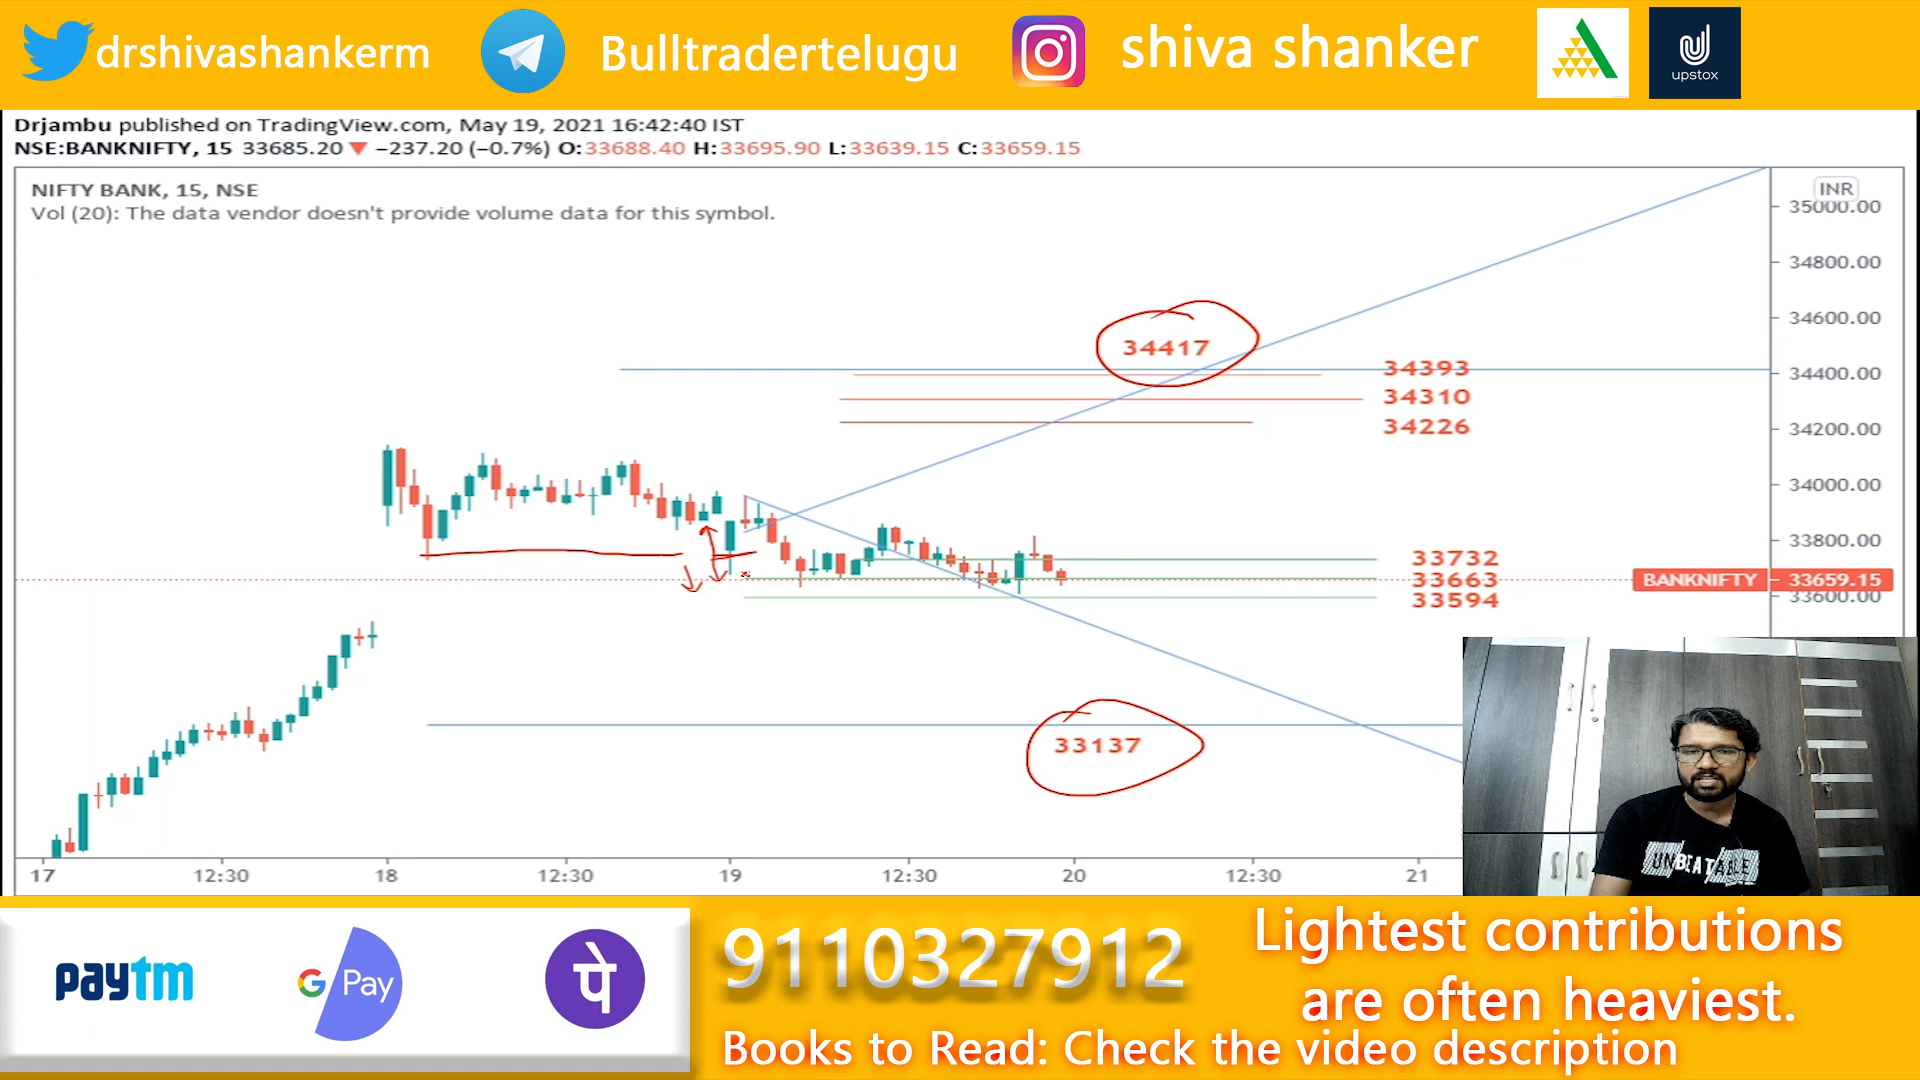 drshivashankerm
Bulltradertelugu
shiva shanker
upstox
Drjambu published on TradingView.com, May 19, 2021 16:42:40 IST
NSE:BANKNIFTY, 15 33685.20 ▼ −237.20 (−0.7%) O:33688.40 H:33695.90 L:33639.15 C:33659.15
NIFTY BANK, 15, NSE
Vol (20): The data vendor doesn't provide volume data for this symbol.
INR
35000.00
34800.00
34600.00
34417
34393
34400.00
34310
34226
34200.00
34000.00
33800.00
33732
33663
BANKNIFTY 33659.15
33594
33600.00
33137
UNBEATABLE
17 12:30 18 12:30 19 12:30 20 12:30 21
paytm
G Pay
पे
9110327912
Lightest contributions
are often heaviest.
Books to Read: Check the video description